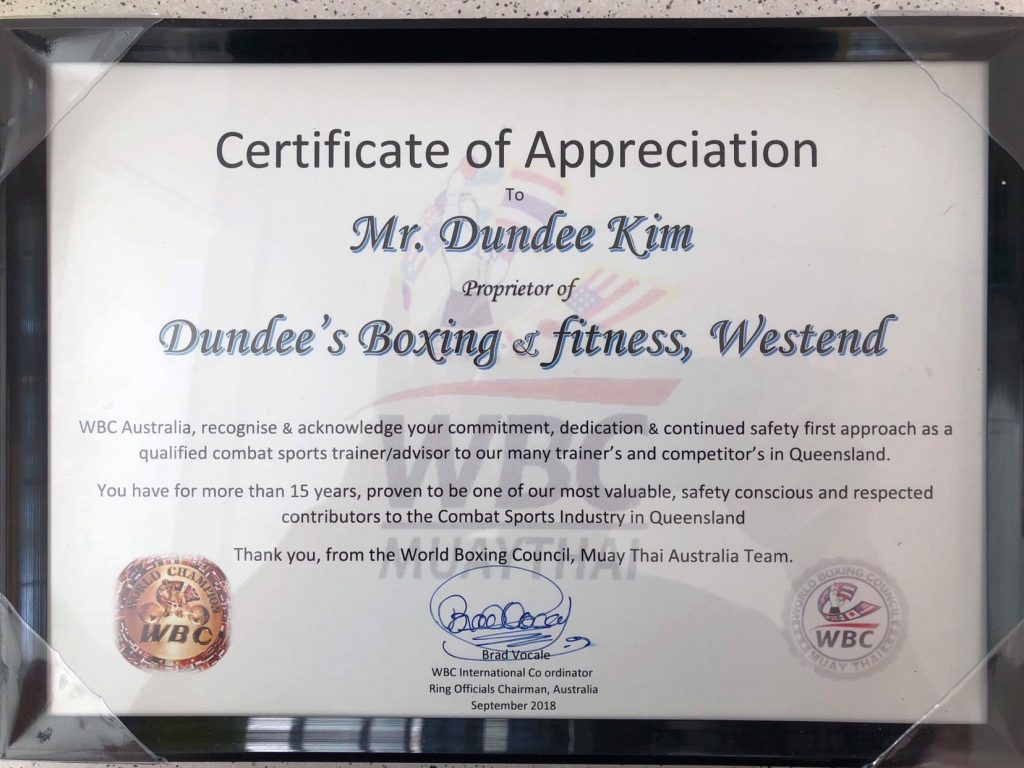 Certificate of Appreciation
To
Mr. Dundee Kim
Proprietor of
Dundee's Boxing & fitness, Westend
WBC Australia, recognise & acknowledge your commitment, dedication & continued safety first approach as a
qualified combat sports trainer/advisor to our many trainer's and competitor's in Queensland.
You have for more than 15 years, proven to be one of our most valuable, safety conscious and respected
contributors to the Combat Sports Industry in Queensland
Thank you, from the World Boxing Council, Muay Thai Australia Team.
WBC
MUAYTHAI
WORLD CHAMPION
WBC
WORLD BOXING COUNCIL
WBC
MUAY THAI
Brad Vocale
WBC International Co ordinator
Ring Officials Chairman, Australia
September 2018